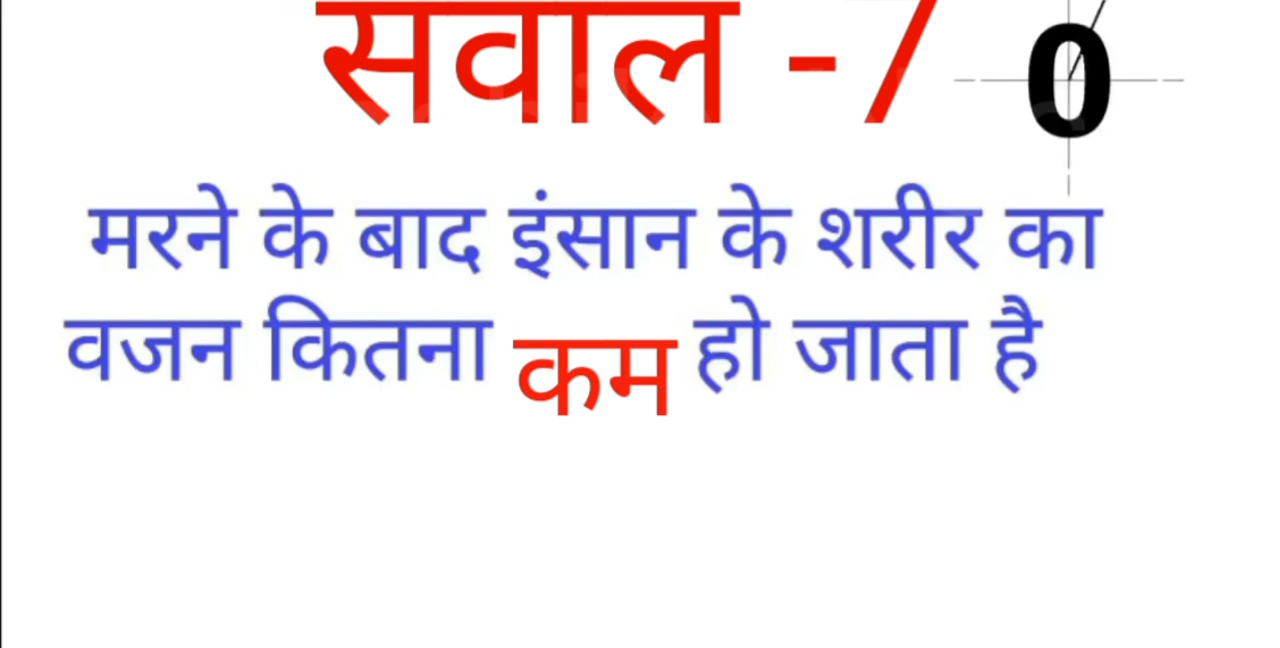 सवाल -7 0
मरने के बाद इंसान के शरीर का
वजन कितना कम हो जाता है